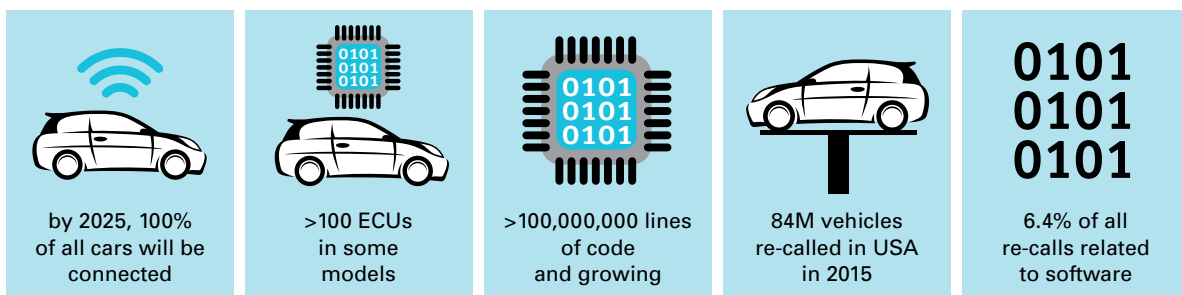 0101
0101
0101
0101
0101
0101
0101
0101
0101
by 2025, 100%
of all cars will be
connected
>100 ECUs
in some
models
>100,000,000 lines
of code
and growing
84M vehicles
re-called in USA
in 2015
6.4% of all
re-calls related
to software